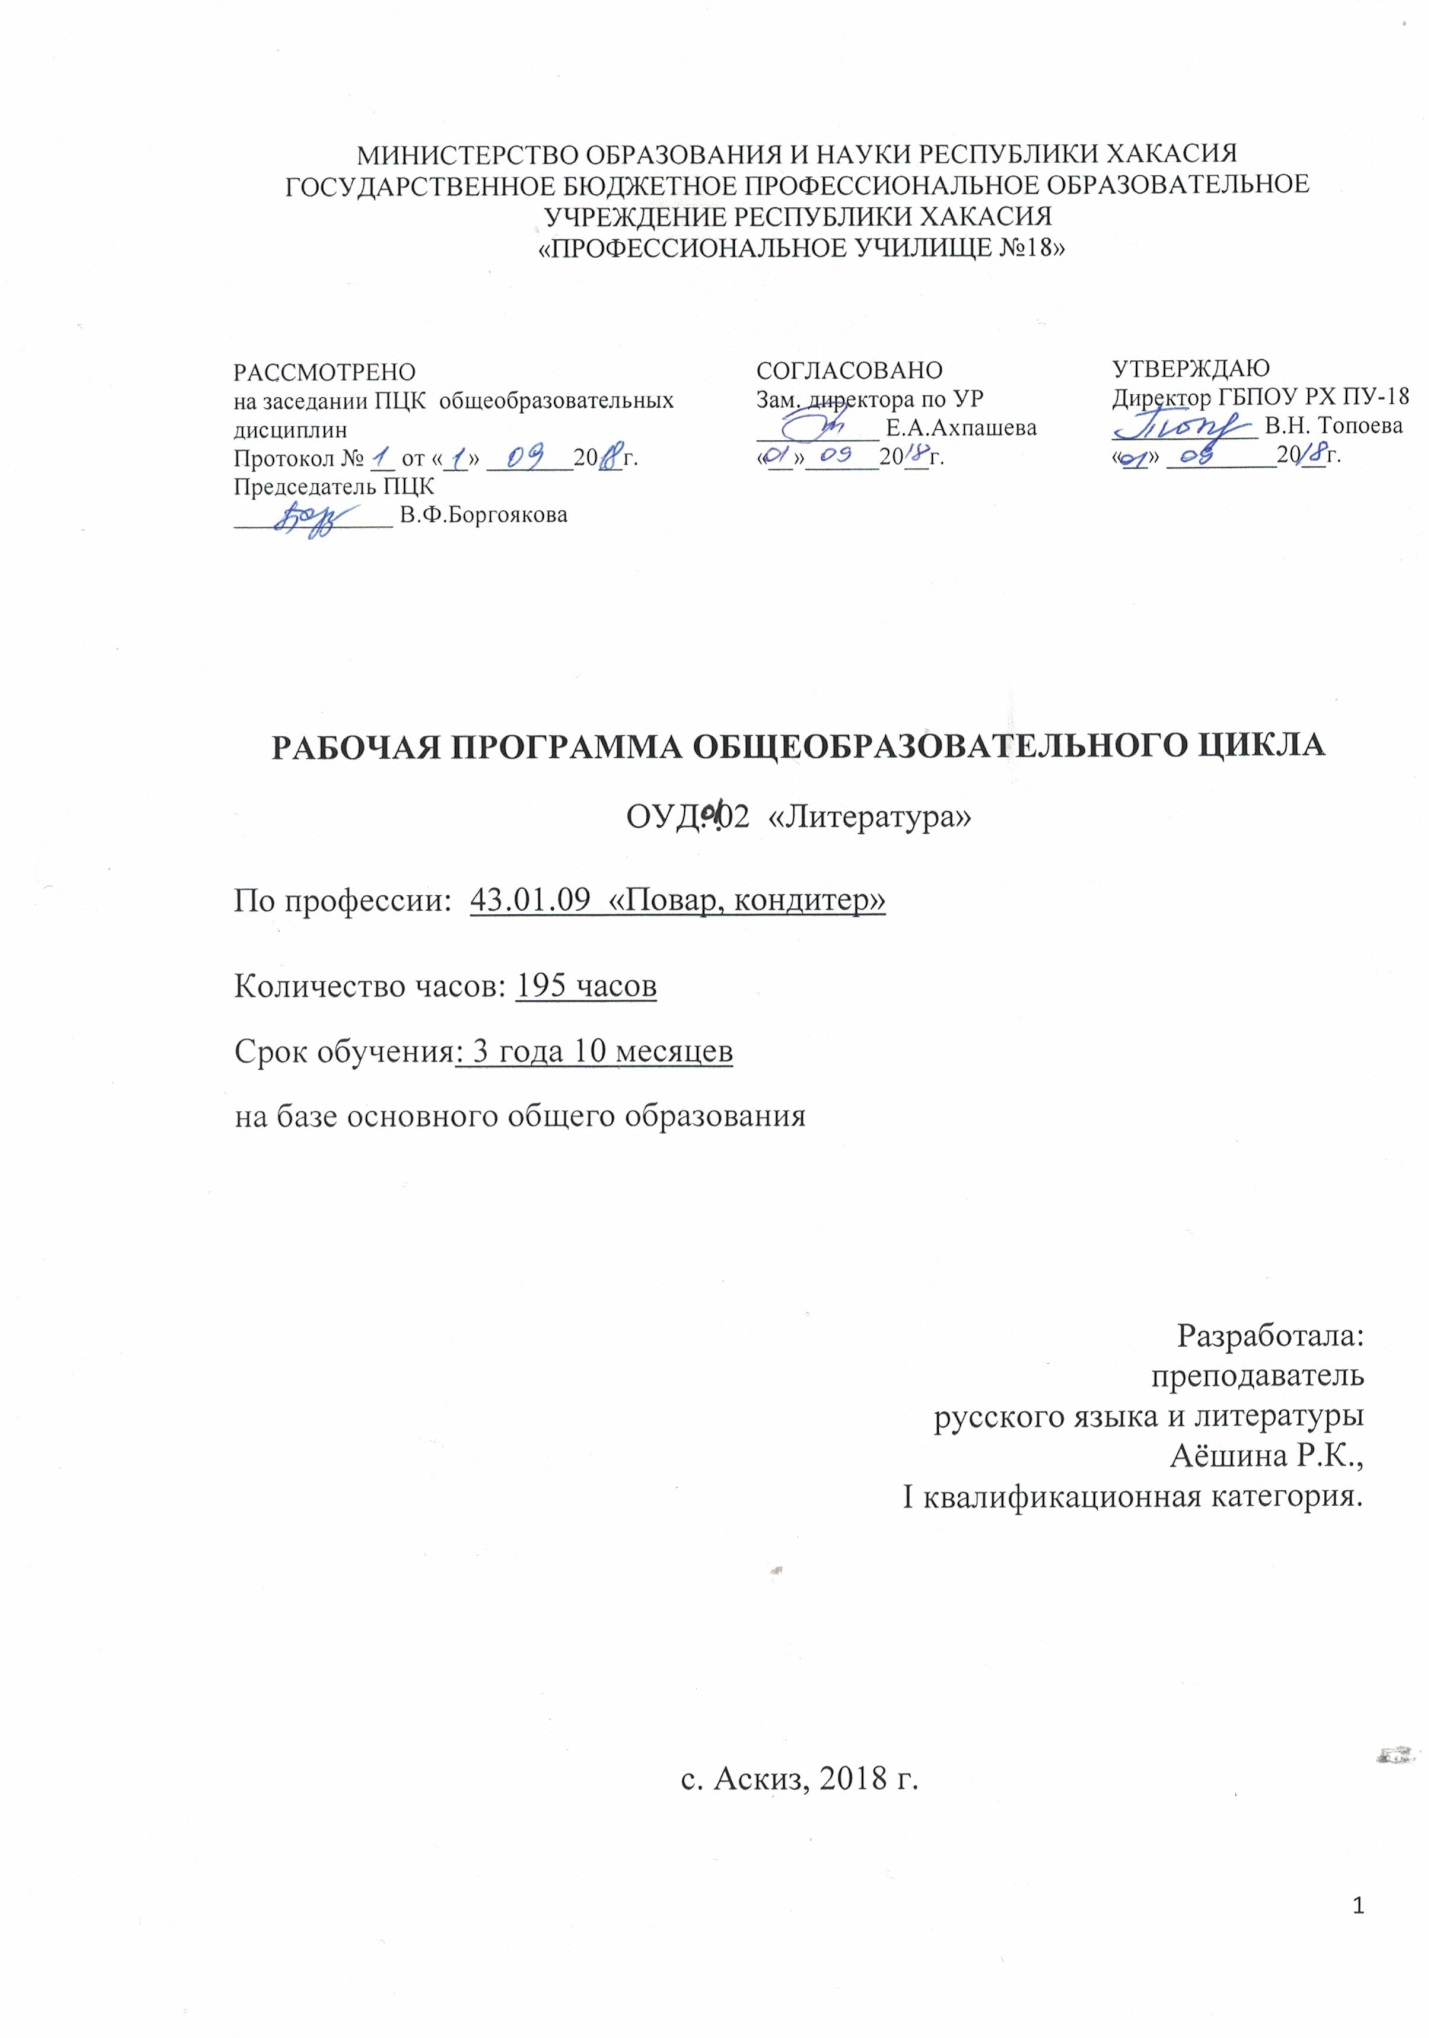 МИНИСТЕРСТВО ОБРАЗОВАНИЯ И НАУКИ РЕСПУБЛИКИ ХАКАСИЯ
ГОСУДАРСТВЕННОЕ БЮДЖЕТНОЕ ПРОФЕССИОНАЛЬНОЕ ОБРАЗОВАТЕЛЬНОЕ
УЧРЕЖДЕНИЕ РЕСПУБЛИКИ ХАКАСИЯ
«ПРОФЕССИОНАЛЬНОЕ УЧИЛИЩЕ №18»
РАССМОТРЕНО
на заседании ПЦК общеобразовательных
дисциплин
Протокол № 1 от «1» 09 2018г.
Председатель ПЦК
В.Ф.Боргоякова
СОГЛАСОВАНО
Зам. директора по УР
Е.А.Ахпашева
«01» 09 2018г.
УТВЕРЖДАЮ
Директор ГБПОУ РХ ПУ-18
В.Н. Топоева
«01» 09 2018г.
РАБОЧАЯ ПРОГРАММА ОБЩЕОБРАЗОВАТЕЛЬНОГО ЦИКЛА
ОУД.02 «Литература»
По профессии: 43.01.09 «Повар, кондитер»
Количество часов: 195 часов
Срок обучения: 3 года 10 месяцев
на базе основного общего образования
Разработала:
преподаватель
русского языка и литературы
Аёшина Р.К.,
I квалификационная категория.
с. Аскиз, 2018 г.
1